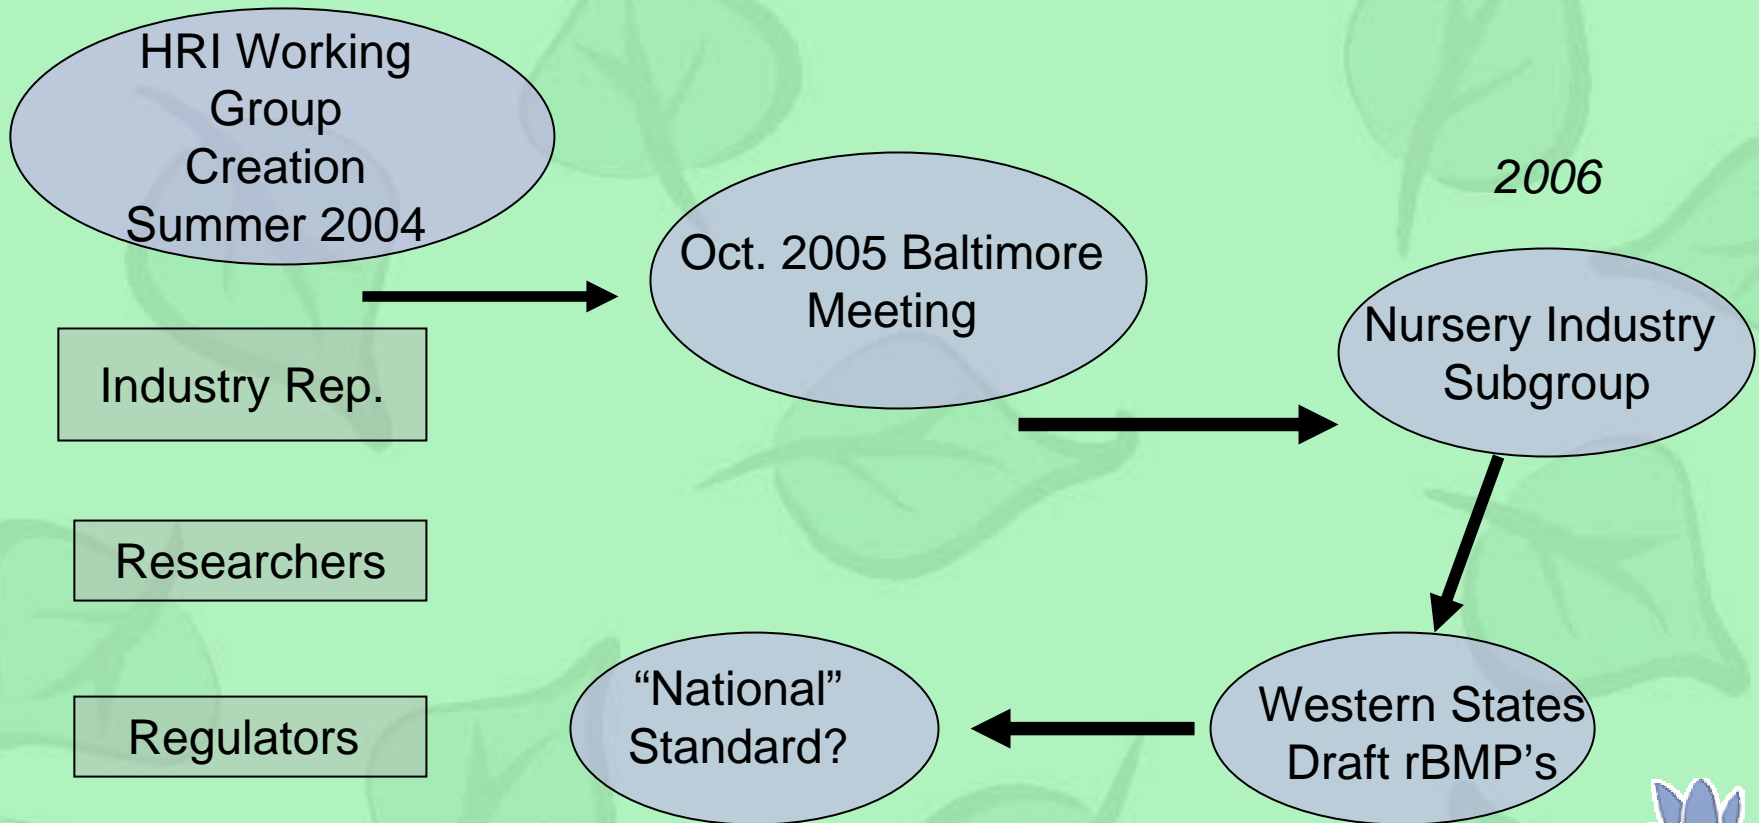 HRI Working
Group
Creation
Summer 2004
Oct. 2005 Baltimore
Meeting
2006
Nursery Industry
Subgroup
Industry Rep.
Researchers
Regulators
Western States
Draft rBMP's
“National”
Standard?